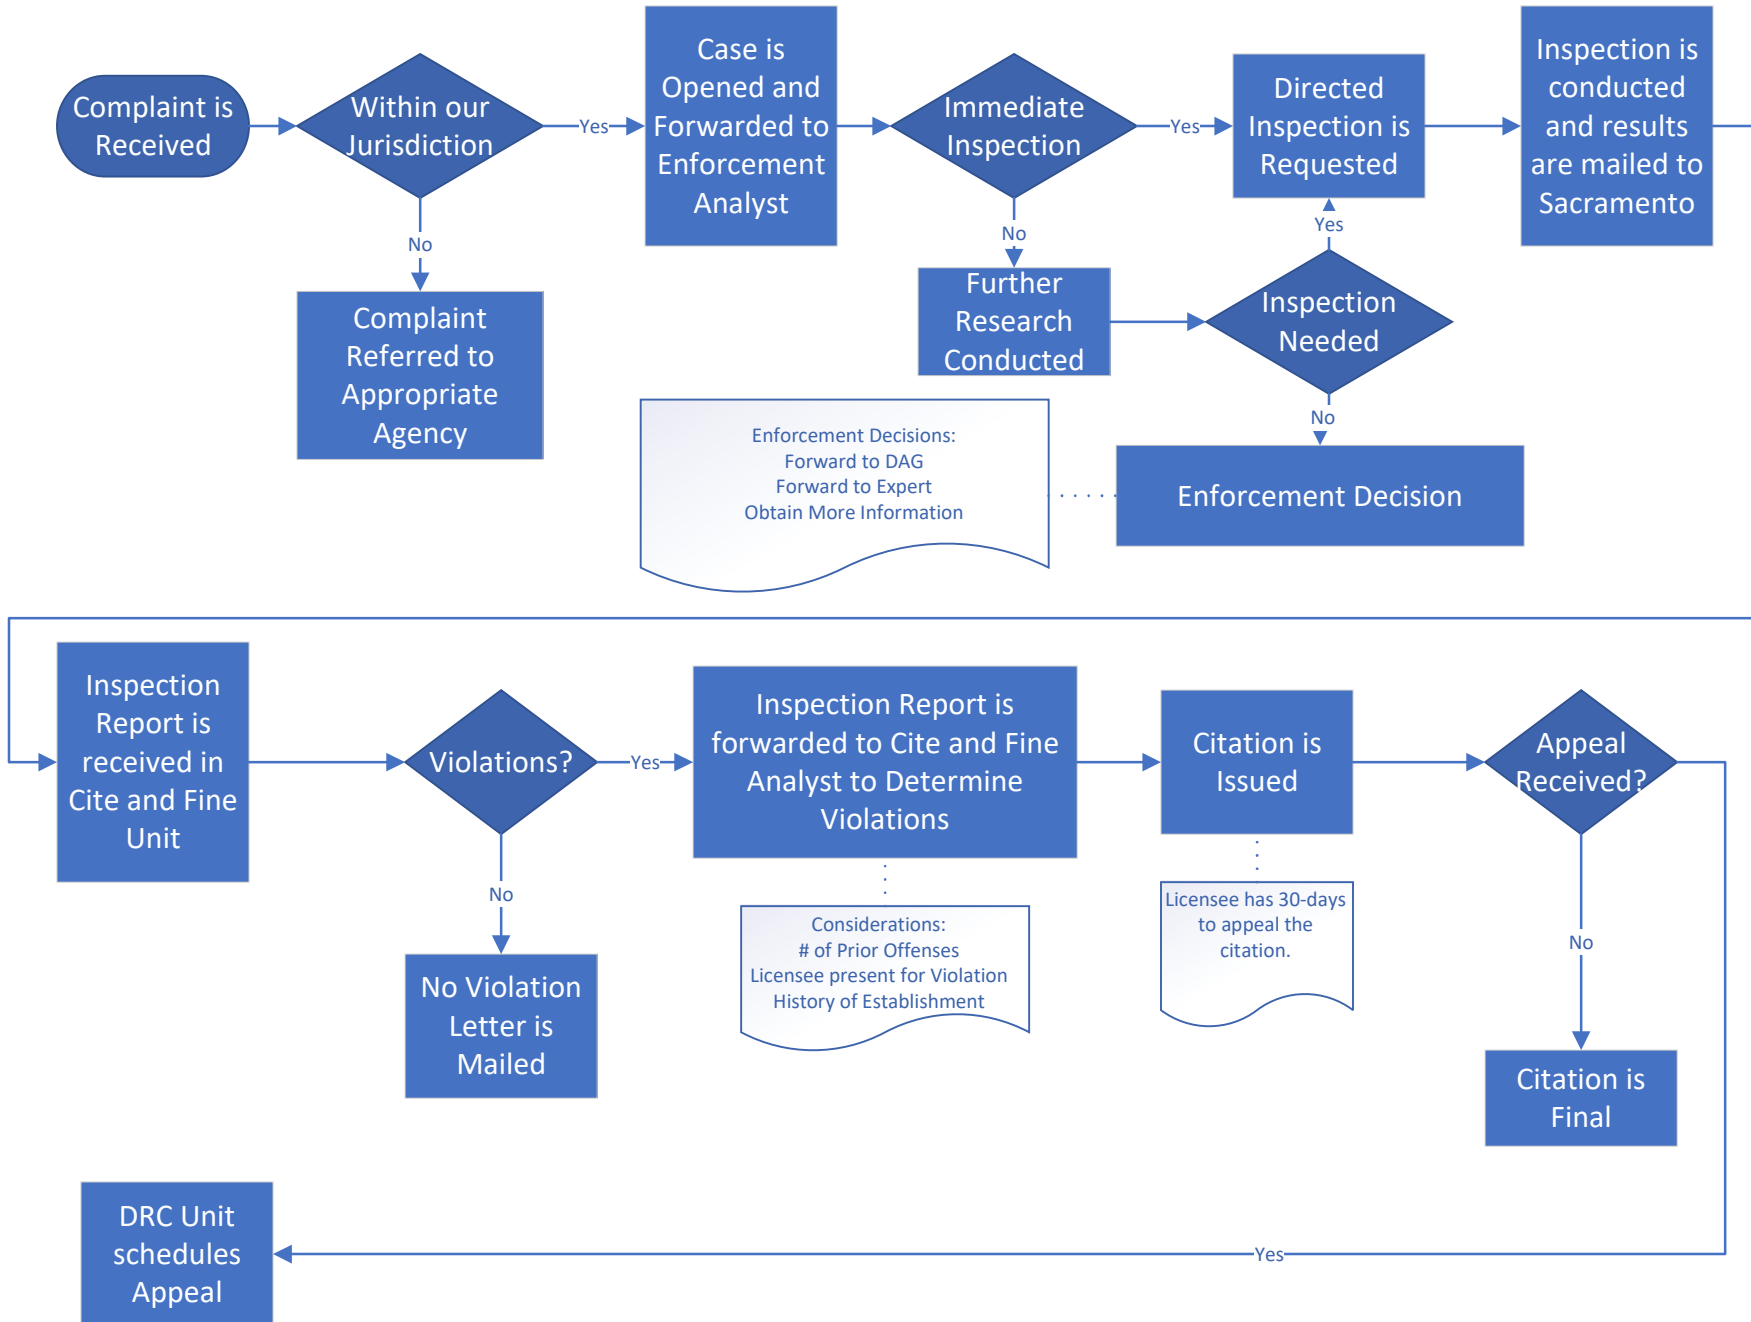 Complaint is
Received
Within our
Jurisdiction
Yes
No
Complaint
Referred to
Appropriate
Agency
Case is
Opened and
Forwarded to
Enforcement
Analyst
Immediate
Inspection
Yes
No
Further
Research
Conducted
Directed
Inspection is
Requested
Yes
Inspection
Needed
No
Enforcement Decision
Enforcement Decisions:
Forward to DAG
Forward to Expert
Obtain More Information
Inspection is
conducted
and results
are mailed to
Sacramento
Inspection
Report is
received in
Cite and Fine
Unit
Violations?
Yes
No
No Violation
Letter is
Mailed
Inspection Report is
forwarded to Cite and Fine
Analyst to Determine
Violations
Considerations:
# of Prior Offenses
Licensee present for Violation
History of Establishment
Citation is
Issued
Licensee has 30-days
to appeal the
citation.
Appeal
Received?
No
Citation is
Final
Yes
DRC Unit
schedules
Appeal